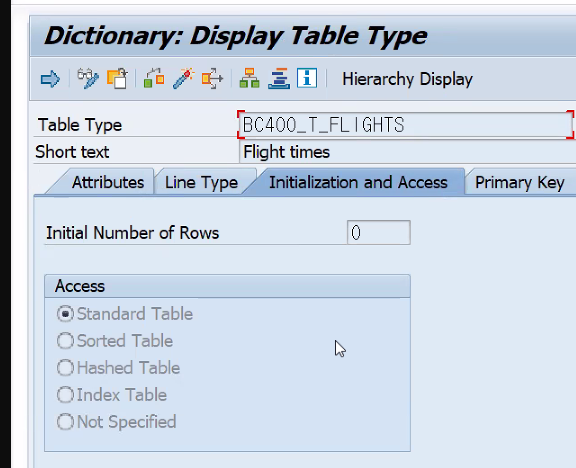 Dictionary: Display Table Type
Hierarchy Display
Table Type BC400_T_FLIGHTS
Short text Flight times
Attributes Line Type Initialization and Access Primary Key
Initial Number of Rows 0
Access
Standard Table
Sorted Table
Hashed Table
Index Table
Not Specified